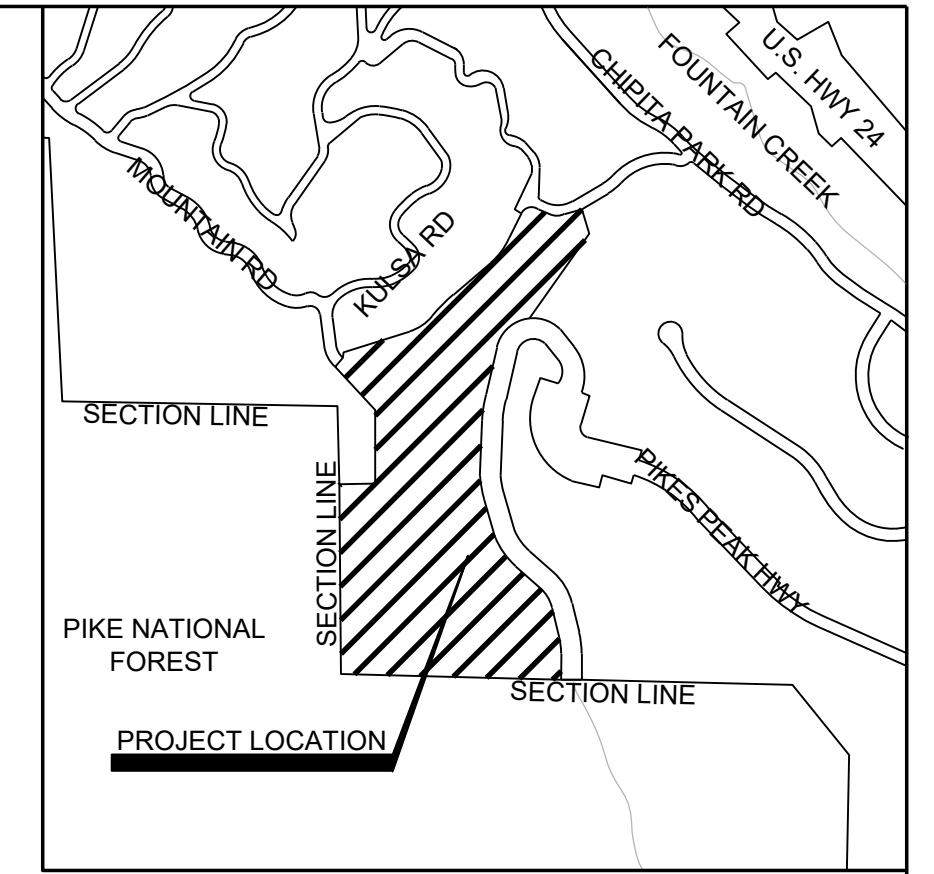 U.S. HWY 24
FOUNTAIN CREEK
CHIPITA PARK RD
MOUNTAIN RD
KULSA RD
SECTION LINE
SECTION LINE
PIKES PEAK HWY
PIKE NATIONAL
FOREST
SECTION LINE
PROJECT LOCATION